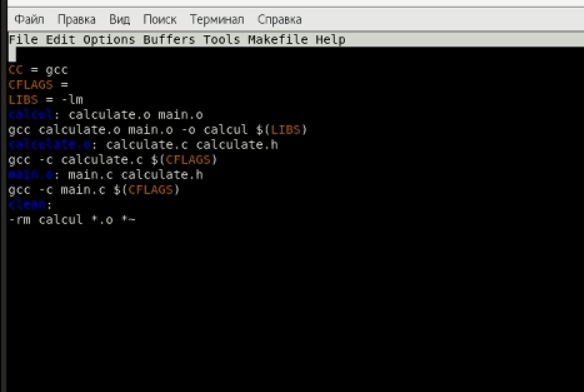 Файл Правка Вид Поиск Терминал Справка
File Edit Options Buffers Tools Makefile Help
CC = gcc
CFLAGS =
LIBS = -lm
calcul: calculate.o main.o
gcc calculate.o main.o -o calcul $(LIBS)
calculate.o: calculate.c calculate.h
gcc -c calculate.c $(CFLAGS)
main.o: main.c calculate.h
gcc -c main.c $(CFLAGS)
clean:
-rm calcul *.o *~